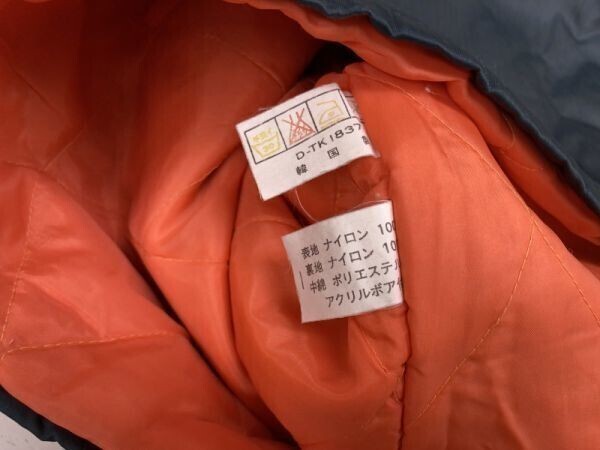 D.TK1837
韓国
表地 ナイロン 10
裏地 ナイロン 10
中綿 ポリエステル
アクリルボア